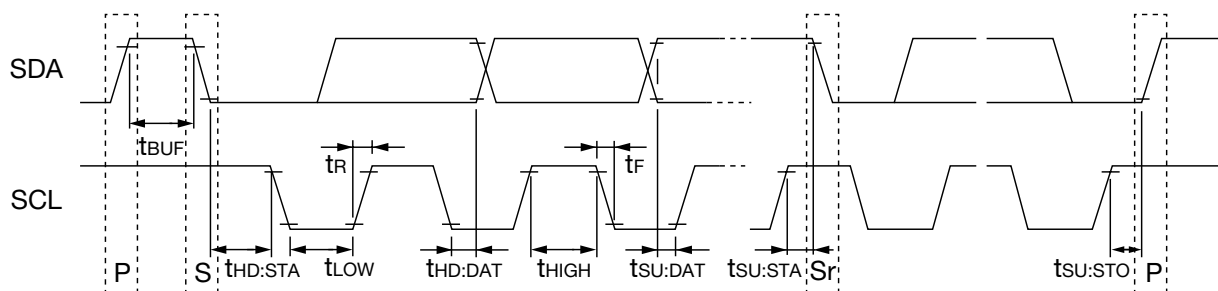 SDA
tBUF
tR
tF
SCL
P
S
tHD:STA
tLOW
tHD:DAT
tHIGH
tSU:DAT
tSU:STA
Sr
tSU:STO
P